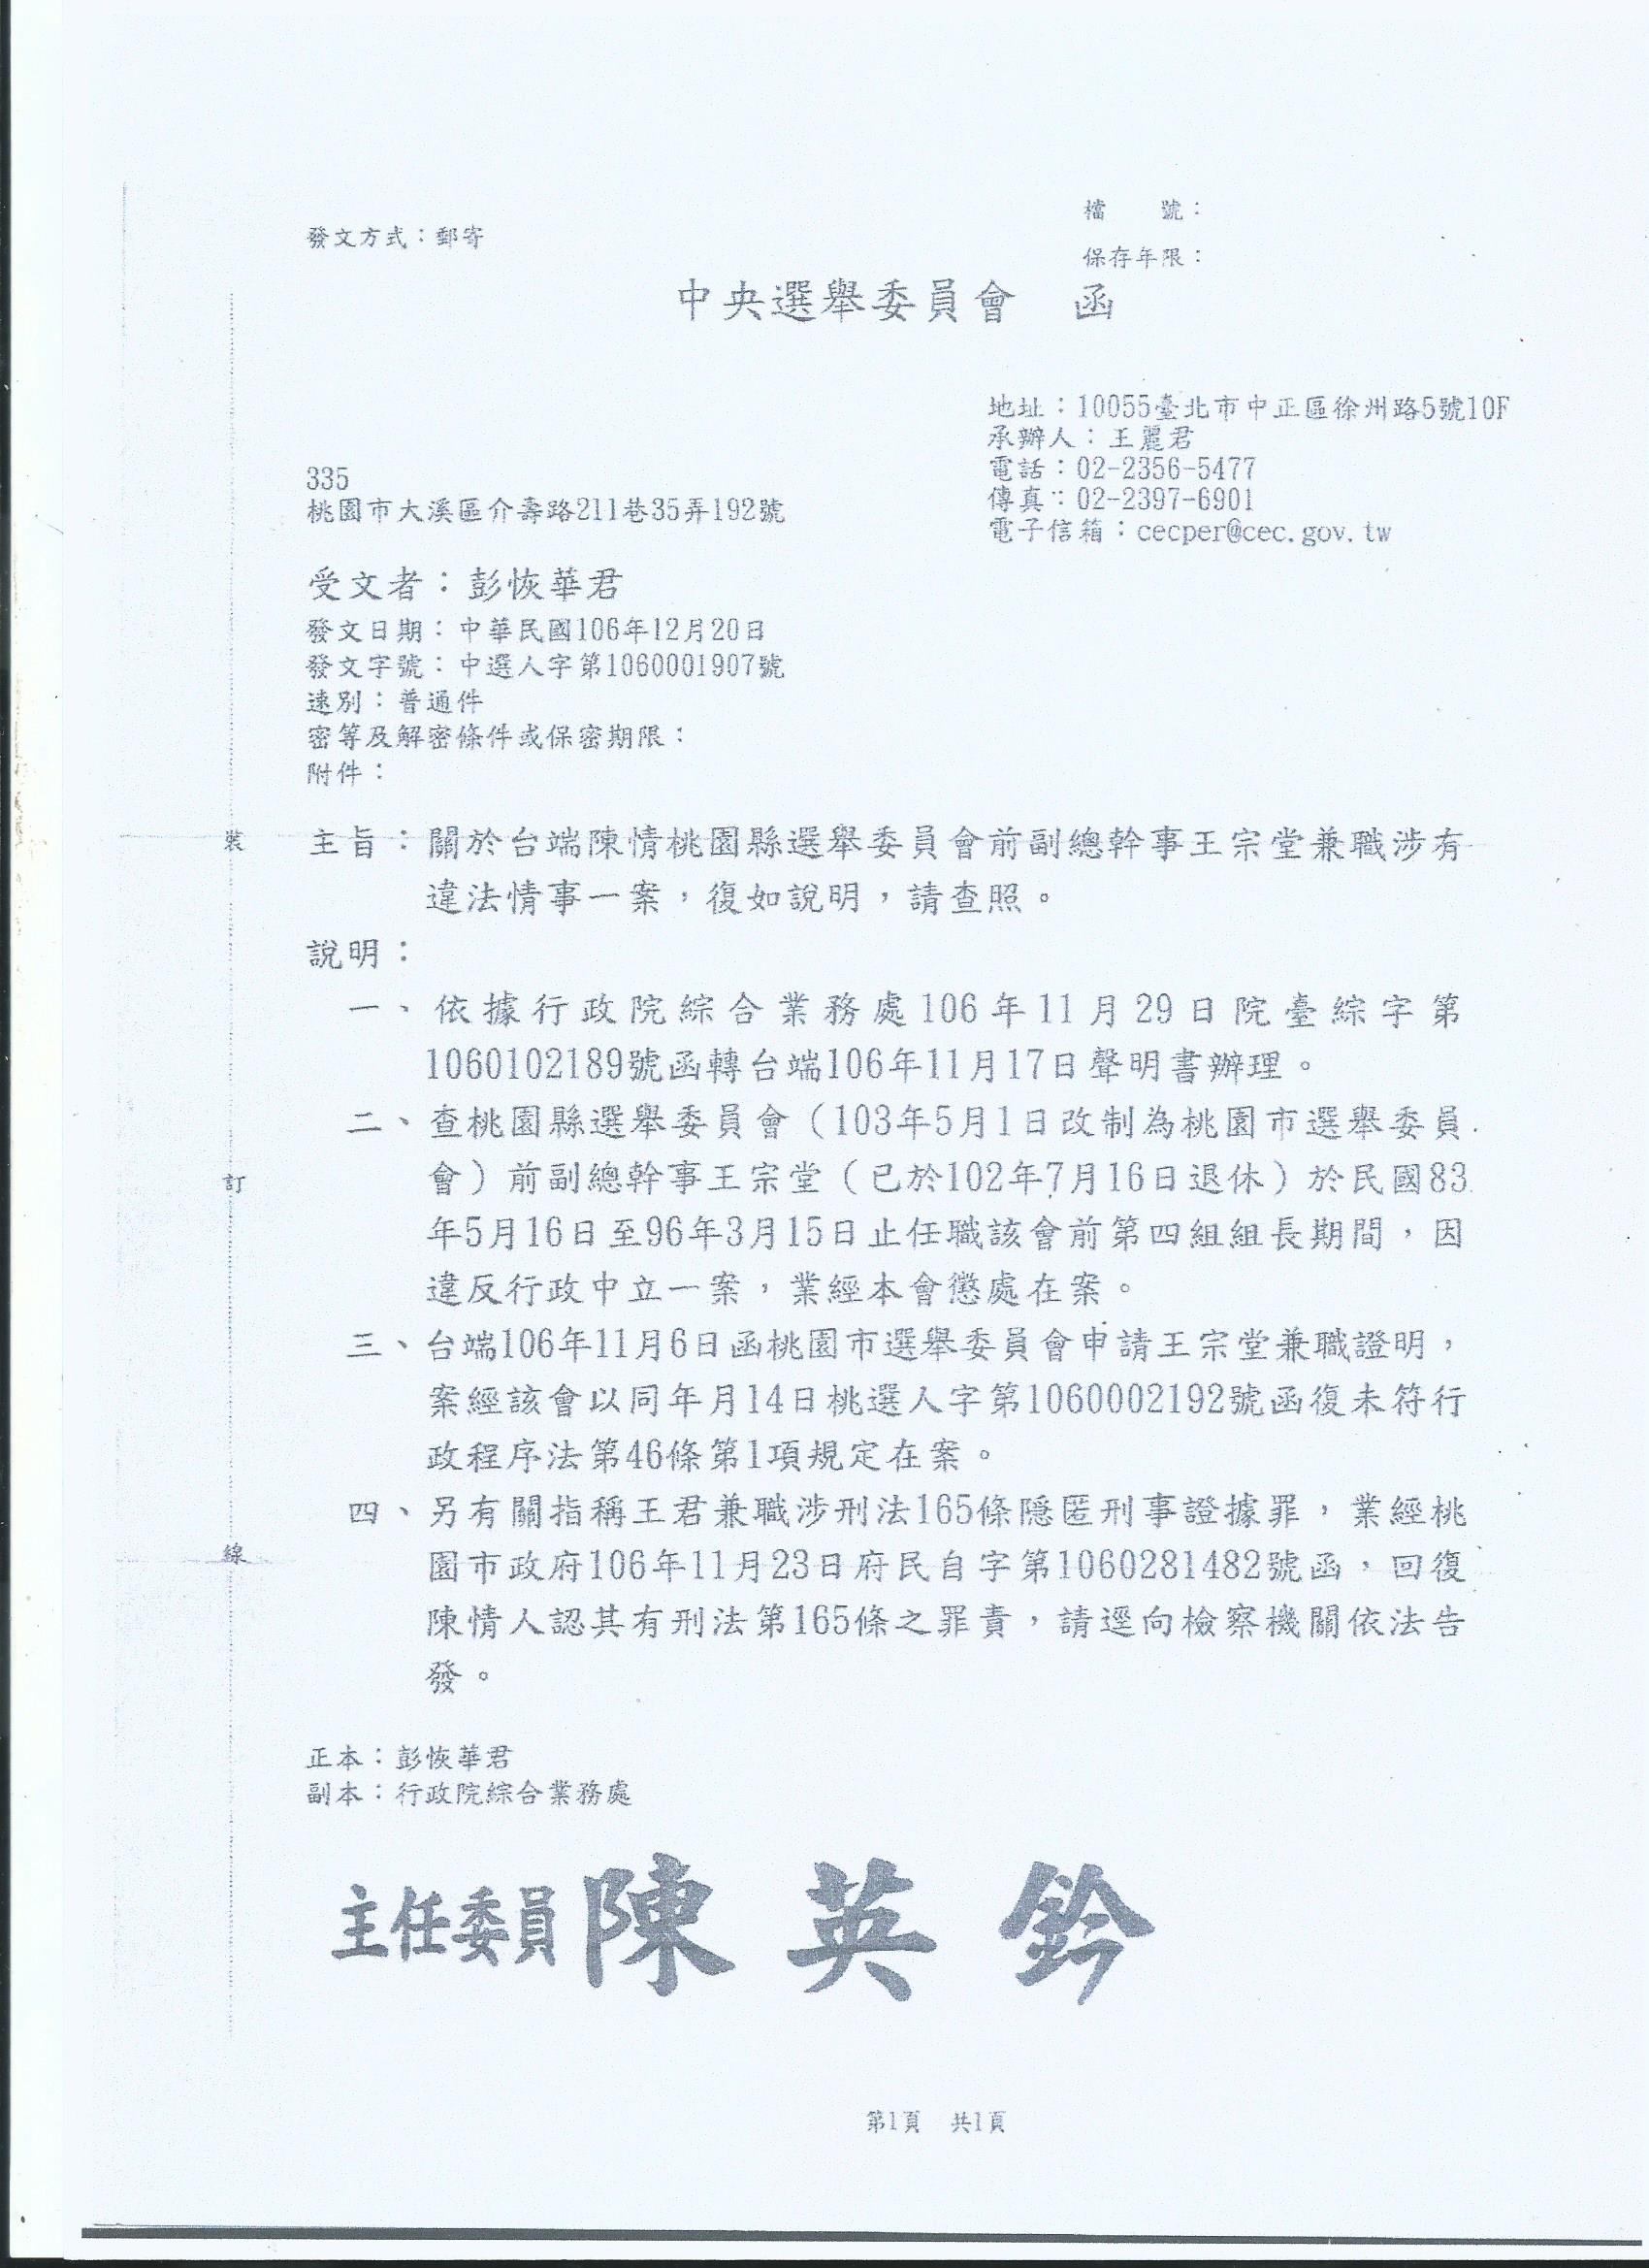 檔　　號：
發文方式：郵寄
保存年限：
中央選舉委員會　函
地址：10055臺北市中正區徐州路5號10F
承辦人：王麗君
電話：02-2356-5477
傳真：02-2397-6901
電子信箱：cecper@cec.gov.tw
335
桃園市大溪區介壽路211巷35弄192號
受文者：彭恢華君
發文日期：中華民國106年12月20日
發文字號：中選人字第1060001907號
速別：普通件
密等及解密條件或保密期限：
附件：
主旨：關於台端陳情桃園縣選舉委員會前副總幹事王宗堂兼職涉有
違法情事一案，復如說明，請查照。
說明：
一、依據行政院綜合業務處106年11月29日院臺綜字第
1060102189號函轉台端106年11月17日聲明書辦理。
二、查桃園縣選舉委員會（103年5月1日改制為桃園市選舉委員
會）前副總幹事王宗堂（已於102年7月16日退休）於民國83
年5月16日至96年3月15日止任職該會前第四組組長期間，因
違反行政中立一案，業經本會懲處在案。
三、台端106年11月6日函桃園市選舉委員會申請王宗堂兼職證明，
案經該會以同年月14日桃選人字第1060002192號函復未符行
政程序法第46條第1項規定在案。
四、另有關指稱王君兼職涉刑法165條隱匿刑事證據罪，業經桃
園市政府106年11月23日府民自字第1060281482號函，回復
陳情人認其有刑法第165條之罪責，請逕向檢察機關依法告
發。
正本：彭恢華君
副本：行政院綜合業務處
主任委員 陳英鈐
第1頁　共1頁
裝
訂
線